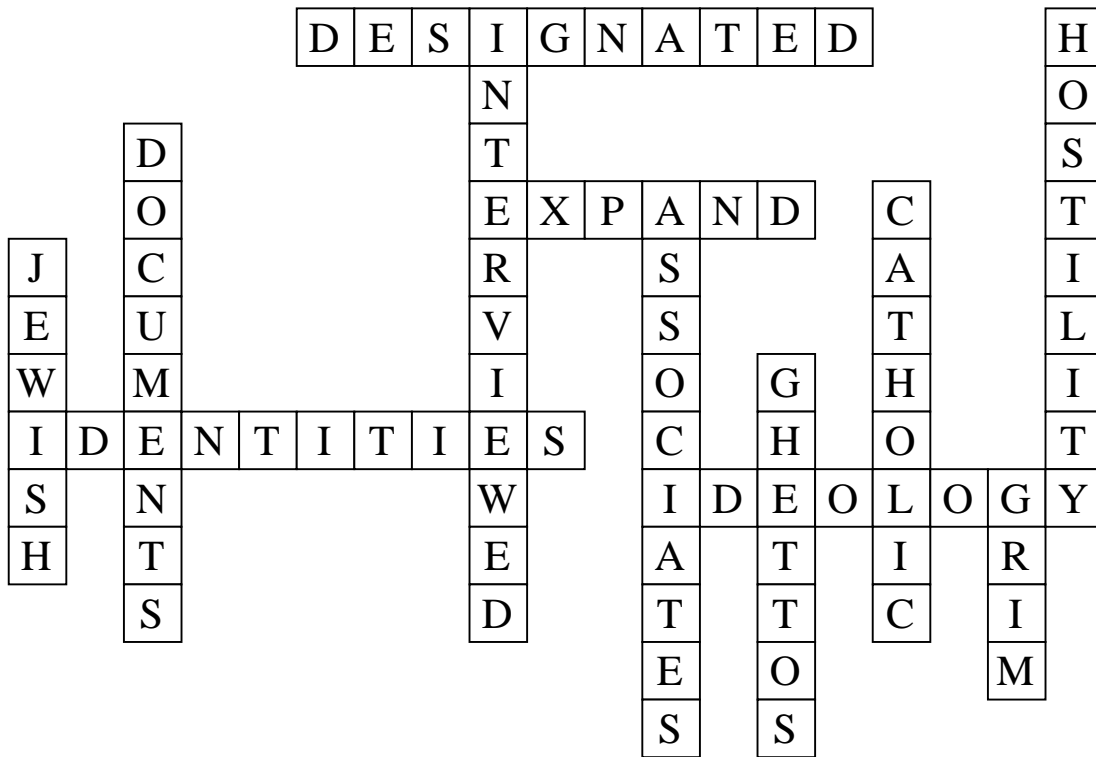 DESIGNATED
INTERVIEWED
HOSTILITY
DOCUMENTS
EXPAND
ASSOCIATES
CATHOLIC
JEWISH
GHETTOS
IDENTITIES
IDEOLOGY
GRIM